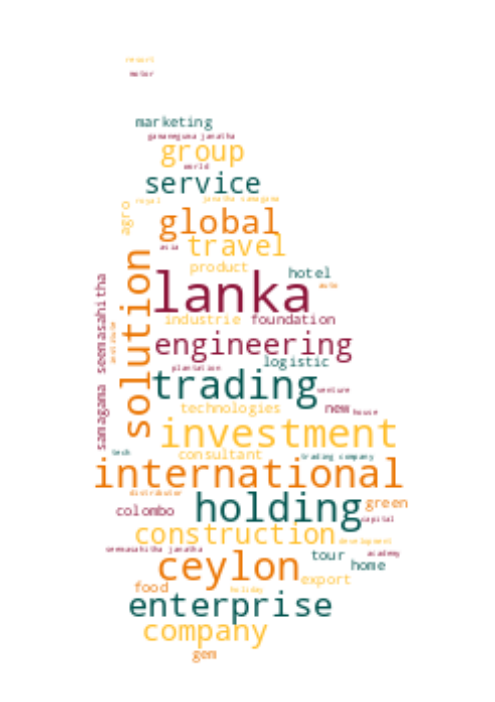 resort
motor
marketing
gamaneguma janatha
group
world
service
royal
janatha samagama
agro
global
asia
travel
product
hotel
auto
solution
lanka
samagama seemasahitha
industrie
foundation
engineering
logistic
plantation
trading
venture
technologies
new
house
investment
tech
consultant
trading company
international
distributor
holding
green
colombo
capital
construction
development
seemasahitha janatha
tour
academy
ceylon
home
export
food
holiday
enterprise
company
gem